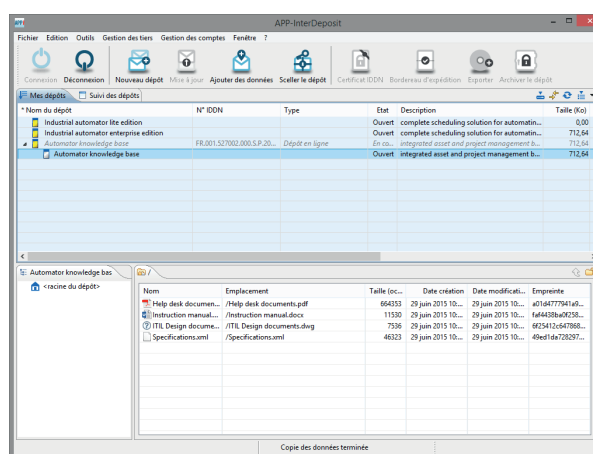 APP-InterDeposit
Fichier Edition Outils Gestion des tiers Gestion des comptes Fenêtre ?
Connexion Déconnexion Nouveau dépôt Mise à jour Ajouter des données Sceller le dépôt Certificat IDDN Bordereau d'expédition Exporter Archiver le dépôt
Mes dépôts Suivi des dépôts
* Nom du dépôt N° IDDN Type Etat Description Taille (Ko)
Industrial automator lite edition Ouvert complete scheduling solution for automatin... 0,00
Industrial automator enterprise edition Ouvert complete scheduling solution for automatin... 712,64
Automator knowledge base FR.001.527002.000.S.P.20... Dépôt en ligne En co... integrated asset and project management b... 712,64
Automator knowledge base Ouvert integrated asset and project management b... 712,64
Automator knowledge bas /
<racine du dépôt>
Nom Emplacement Taille (oc... Date création Date modificati... Empreinte
Help desk documen... /Help desk documents.pdf 664353 29 juin 2015 10:... 29 juin 2015 10:... a01d4777941a9...
Instruction manual.... /Instruction manual.docx 11530 29 juin 2015 10:... 29 juin 2015 10:... faf4438ba0f258...
ITIL Design docume... /ITIL Design documents.dwg 7536 29 juin 2015 10:... 29 juin 2015 10:... 6f25412c647868...
Specifications.xml /Specifications.xml 46323 29 juin 2015 10:... 29 juin 2015 10:... 49ed1da728297...
Copie des données terminée